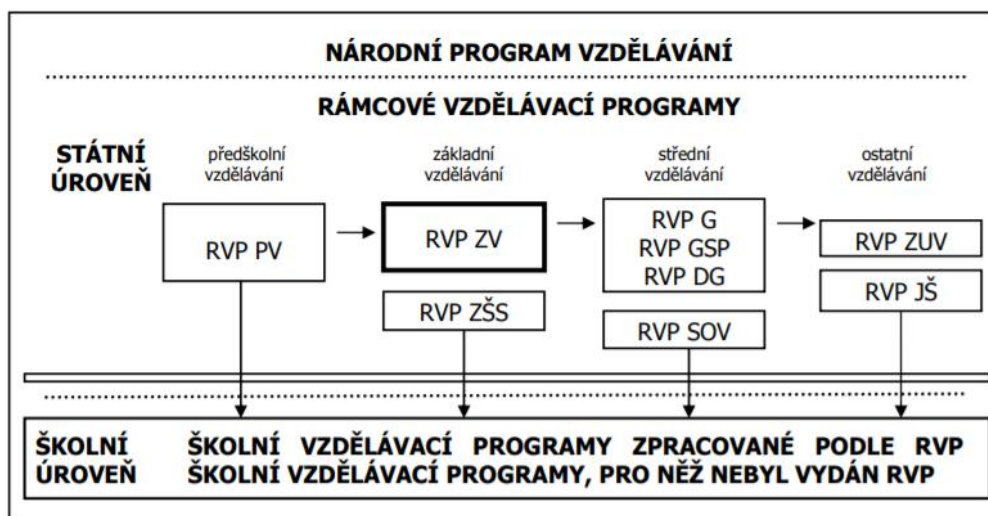 NÁRODNÍ PROGRAM VZDĚLÁVÁNÍ
RÁMCOVÉ VZDĚLÁVACÍ PROGRAMY
STÁTNÍ
ÚROVEŇ
předškolní
vzdělávání
základní
vzdělávání
střední
vzdělávání
ostatní
vzdělávání
RVP PV
RVP ZV
RVP ZŠS
RVP G
RVP GSP
RVP DG
RVP SOV
RVP ZUV
RVP JŠ
ŠKOLNÍ
ÚROVEŇ
ŠKOLNÍ VZDĚLÁVACÍ PROGRAMY ZPRACOVANÉ PODLE RVP
ŠKOLNÍ VZDĚLÁVACÍ PROGRAMY, PRO NĚŽ NEBYL VYDÁN RVP